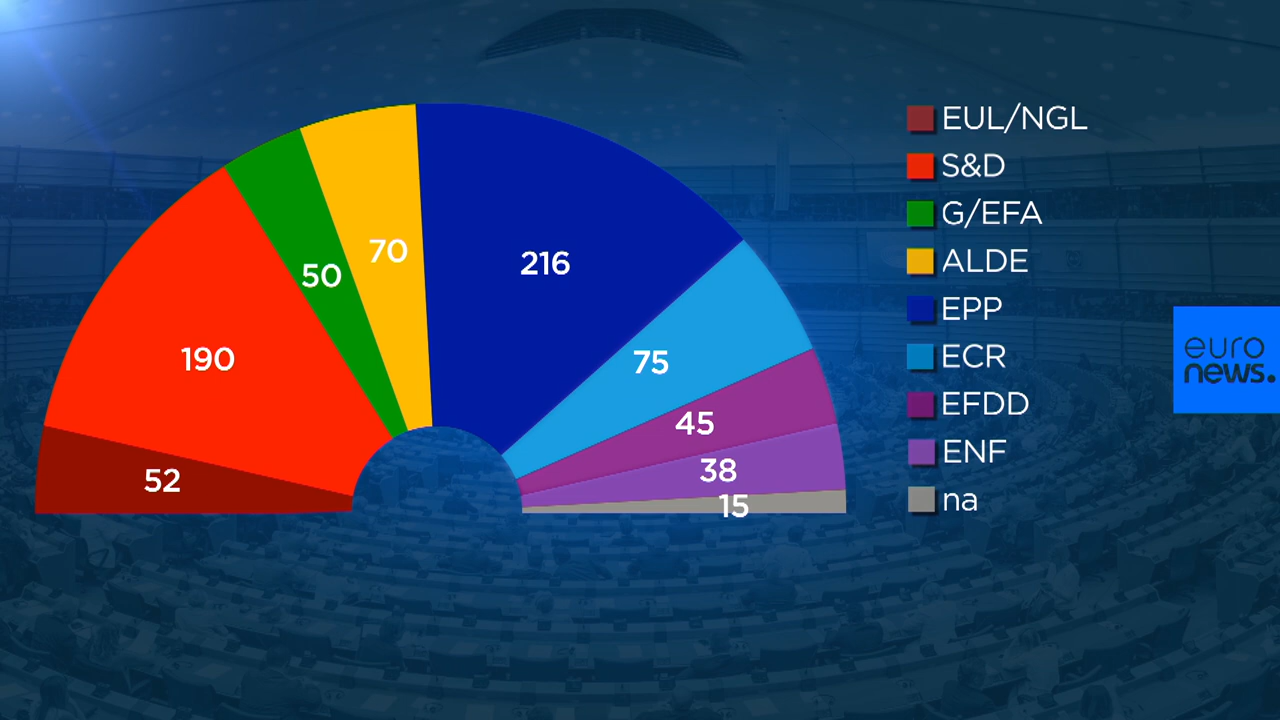 216
70
50
190
75
45
38
52
15
EUL/NGL
S&D
G/EFA
ALDE
EPP
ECR
EFDD
ENF
na
euro
news.